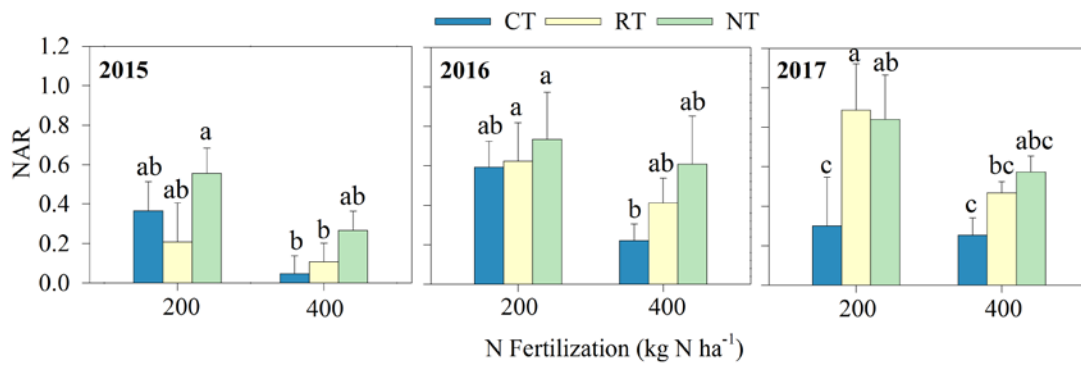 CT RT NT
1.2
1.0
0.8
0.6
0.4
0.2
0.0
NAR
2015
ab ab a b b ab
200 400
2016
ab a a b ab ab
200 400
2017
c a ab c bc abc
200 400
N Fertilization (kg N ha⁻¹)